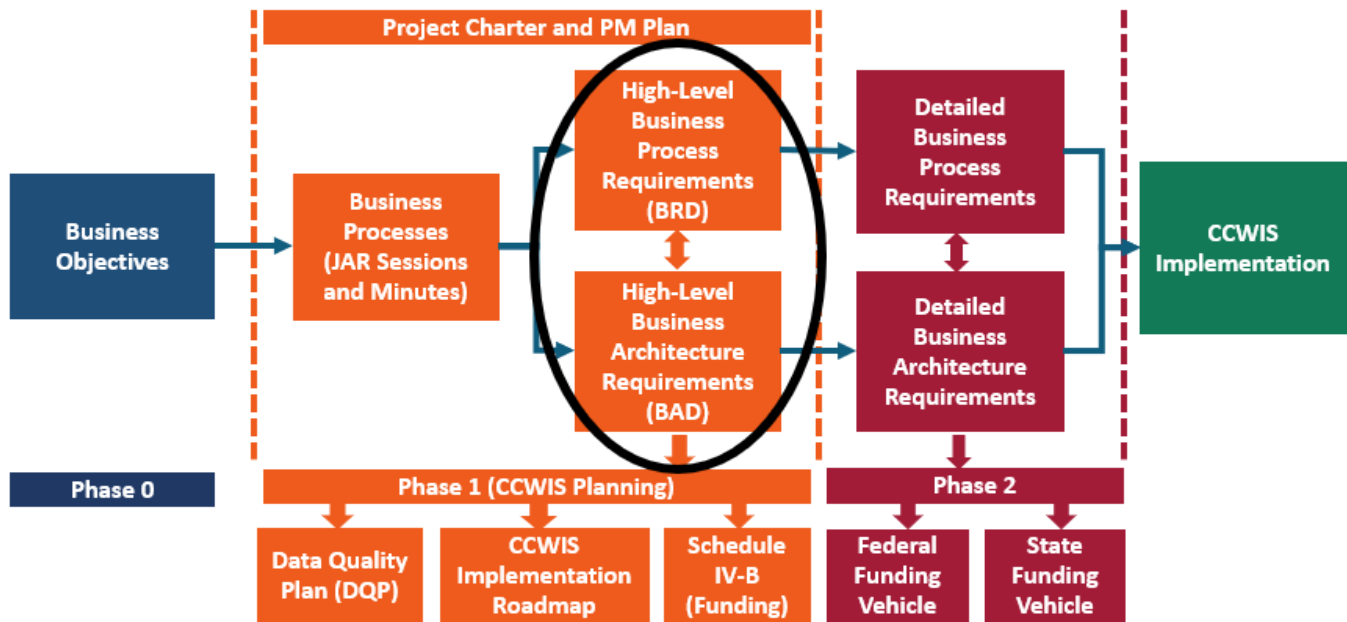 Project Charter and PM Plan
Business
Objectives
Business
Processes
(JAR Sessions
and Minutes)
High-Level
Business
Process
Requirements
(BRD)
High-Level
Business
Architecture
Requirements
(BAD)
Detailed
Business
Process
Requirements
Detailed
Business
Architecture
Requirements
CCWIS
Implementation
Phase 0
Phase 1 (CCWIS Planning)
Phase 2
Data Quality
Plan (DQP)
CCWIS
Implementation
Roadmap
Schedule
IV-B
(Funding)
Federal
Funding
Vehicle
State
Funding
Vehicle